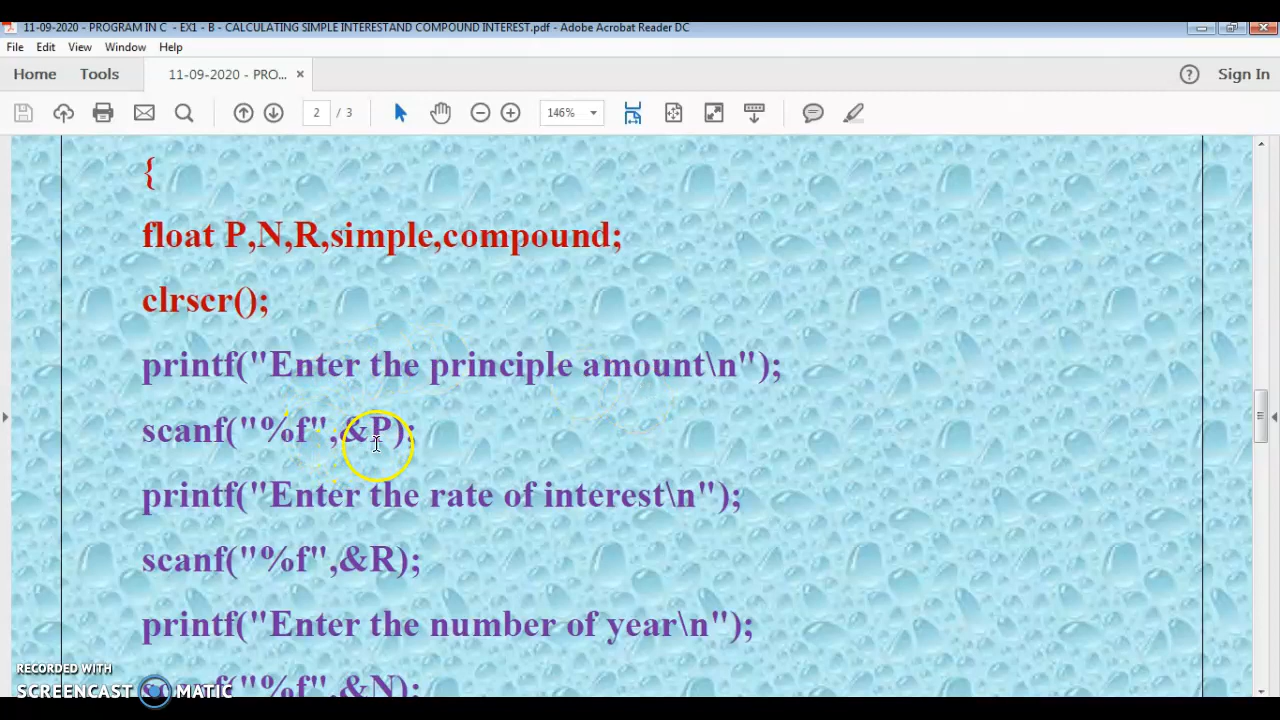 11-09-2020 - PROGRAM IN C - EX1 - B - CALCULATING SIMPLE INTERESTAND COMPOUND INTEREST.pdf - Adobe Acrobat Reader DC
File Edit View Window Help
Home Tools 11-09-2020 - PRO... × Sign In
2 / 3 146%
{
float P,N,R,simple,compound;
clrscr();
printf("Enter the principle amount\n");
scanf("%f",&P);
printf("Enter the rate of interest\n");
scanf("%f",&R);
printf("Enter the number of year\n");
scanf("%f",&N);
RECORDED WITH
SCREENCAST MATIC